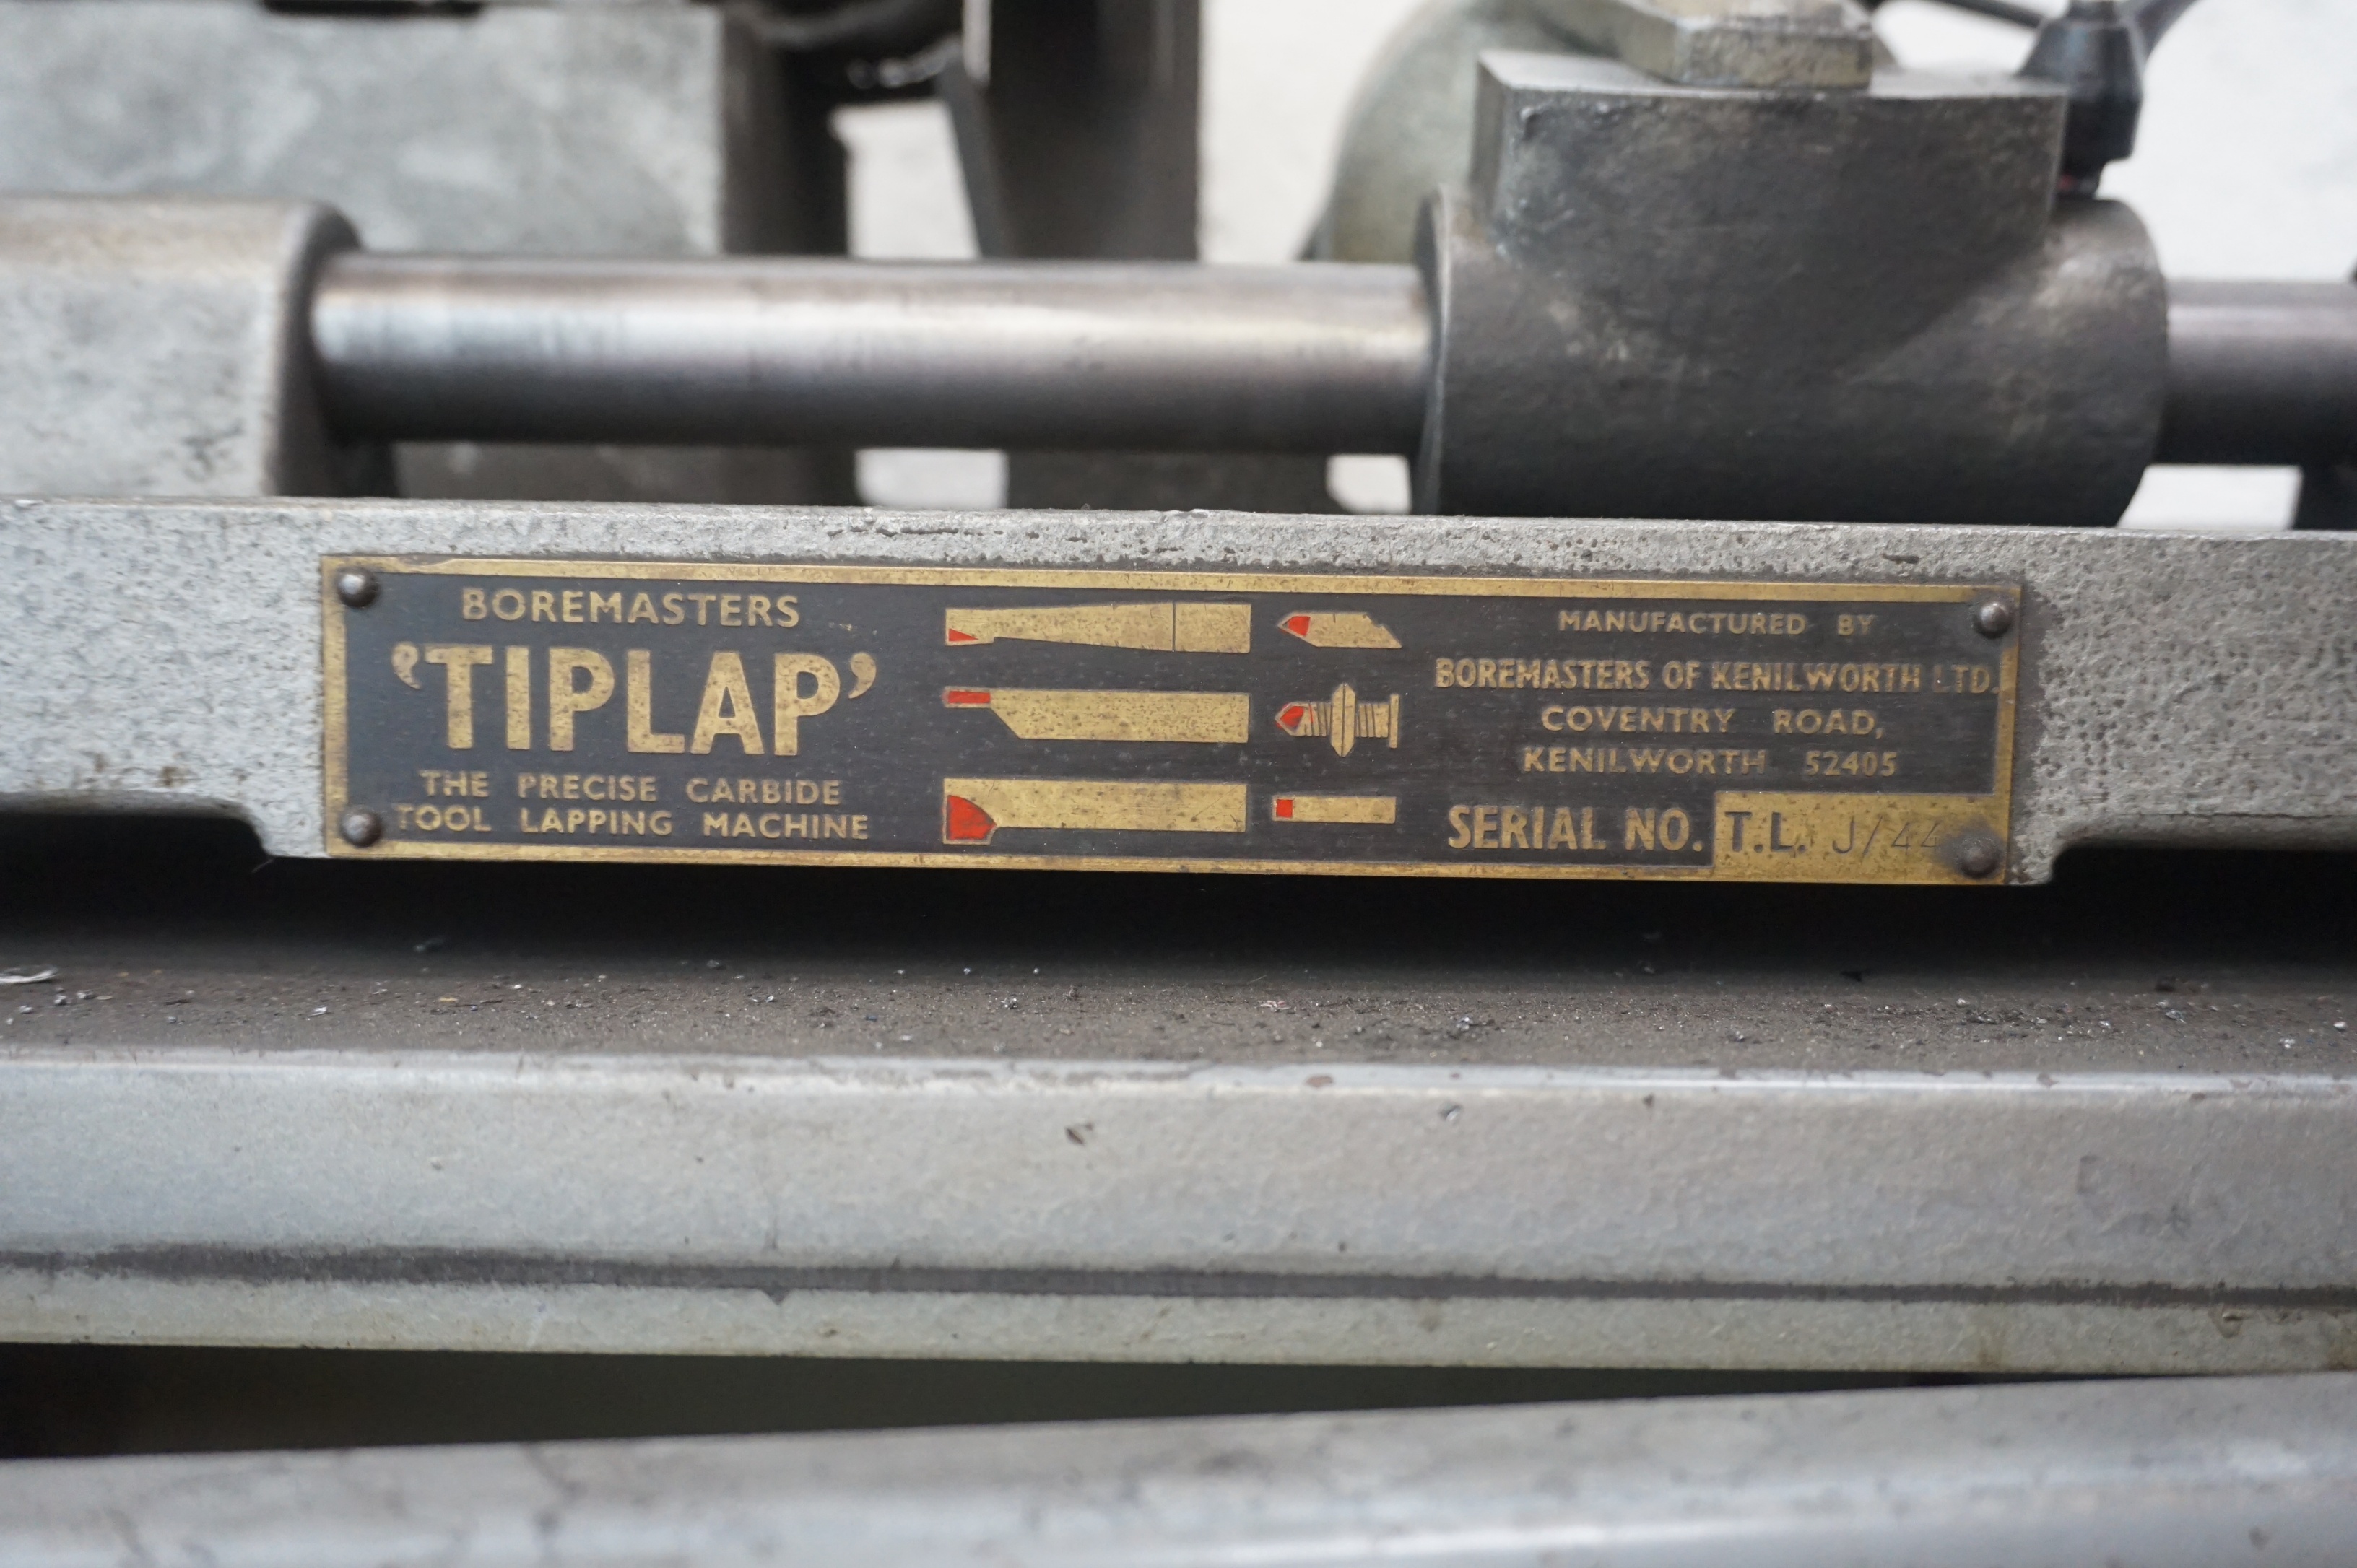 BOREMASTERS
'TIPLAP'
THE PRECISE CARBIDE
TOOL LAPPING MACHINE
MANUFACTURED BY
BOREMASTERS OF KENILWORTH LTD.
COVENTRY ROAD,
KENILWORTH 52405
SERIAL NO. T.L. J/44